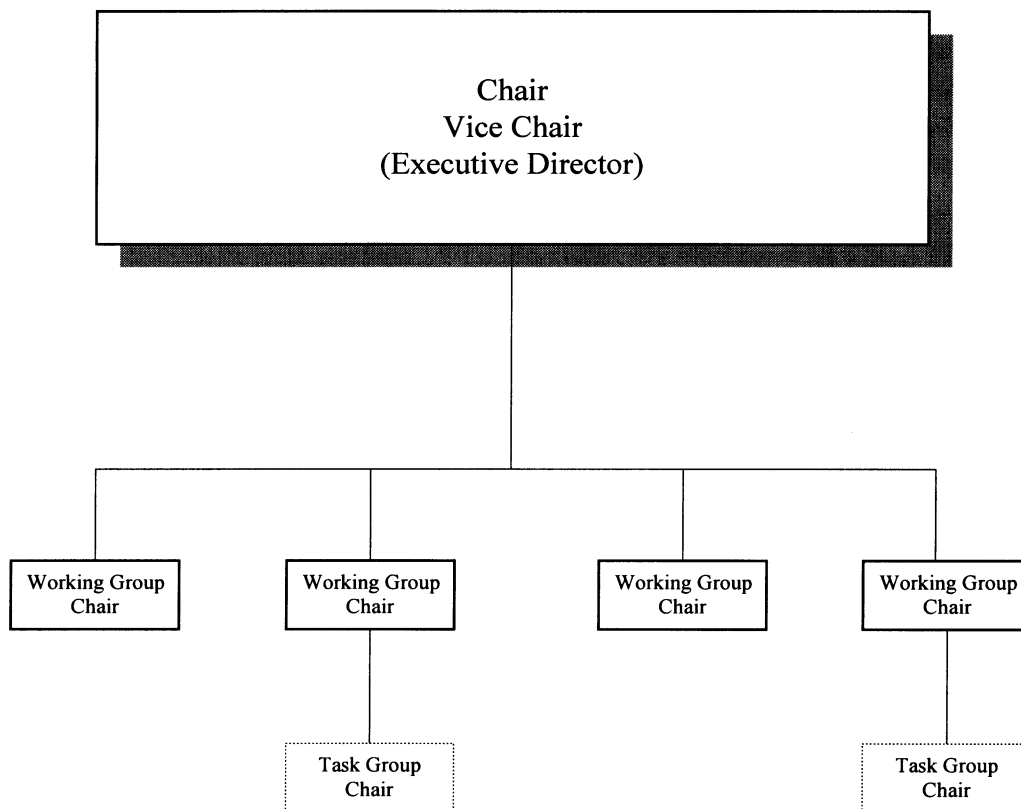 Chair
Vice Chair
(Executive Director)
Working Group
Chair
Working Group
Chair
Working Group
Chair
Working Group
Chair
Task Group
Chair
Task Group
Chair